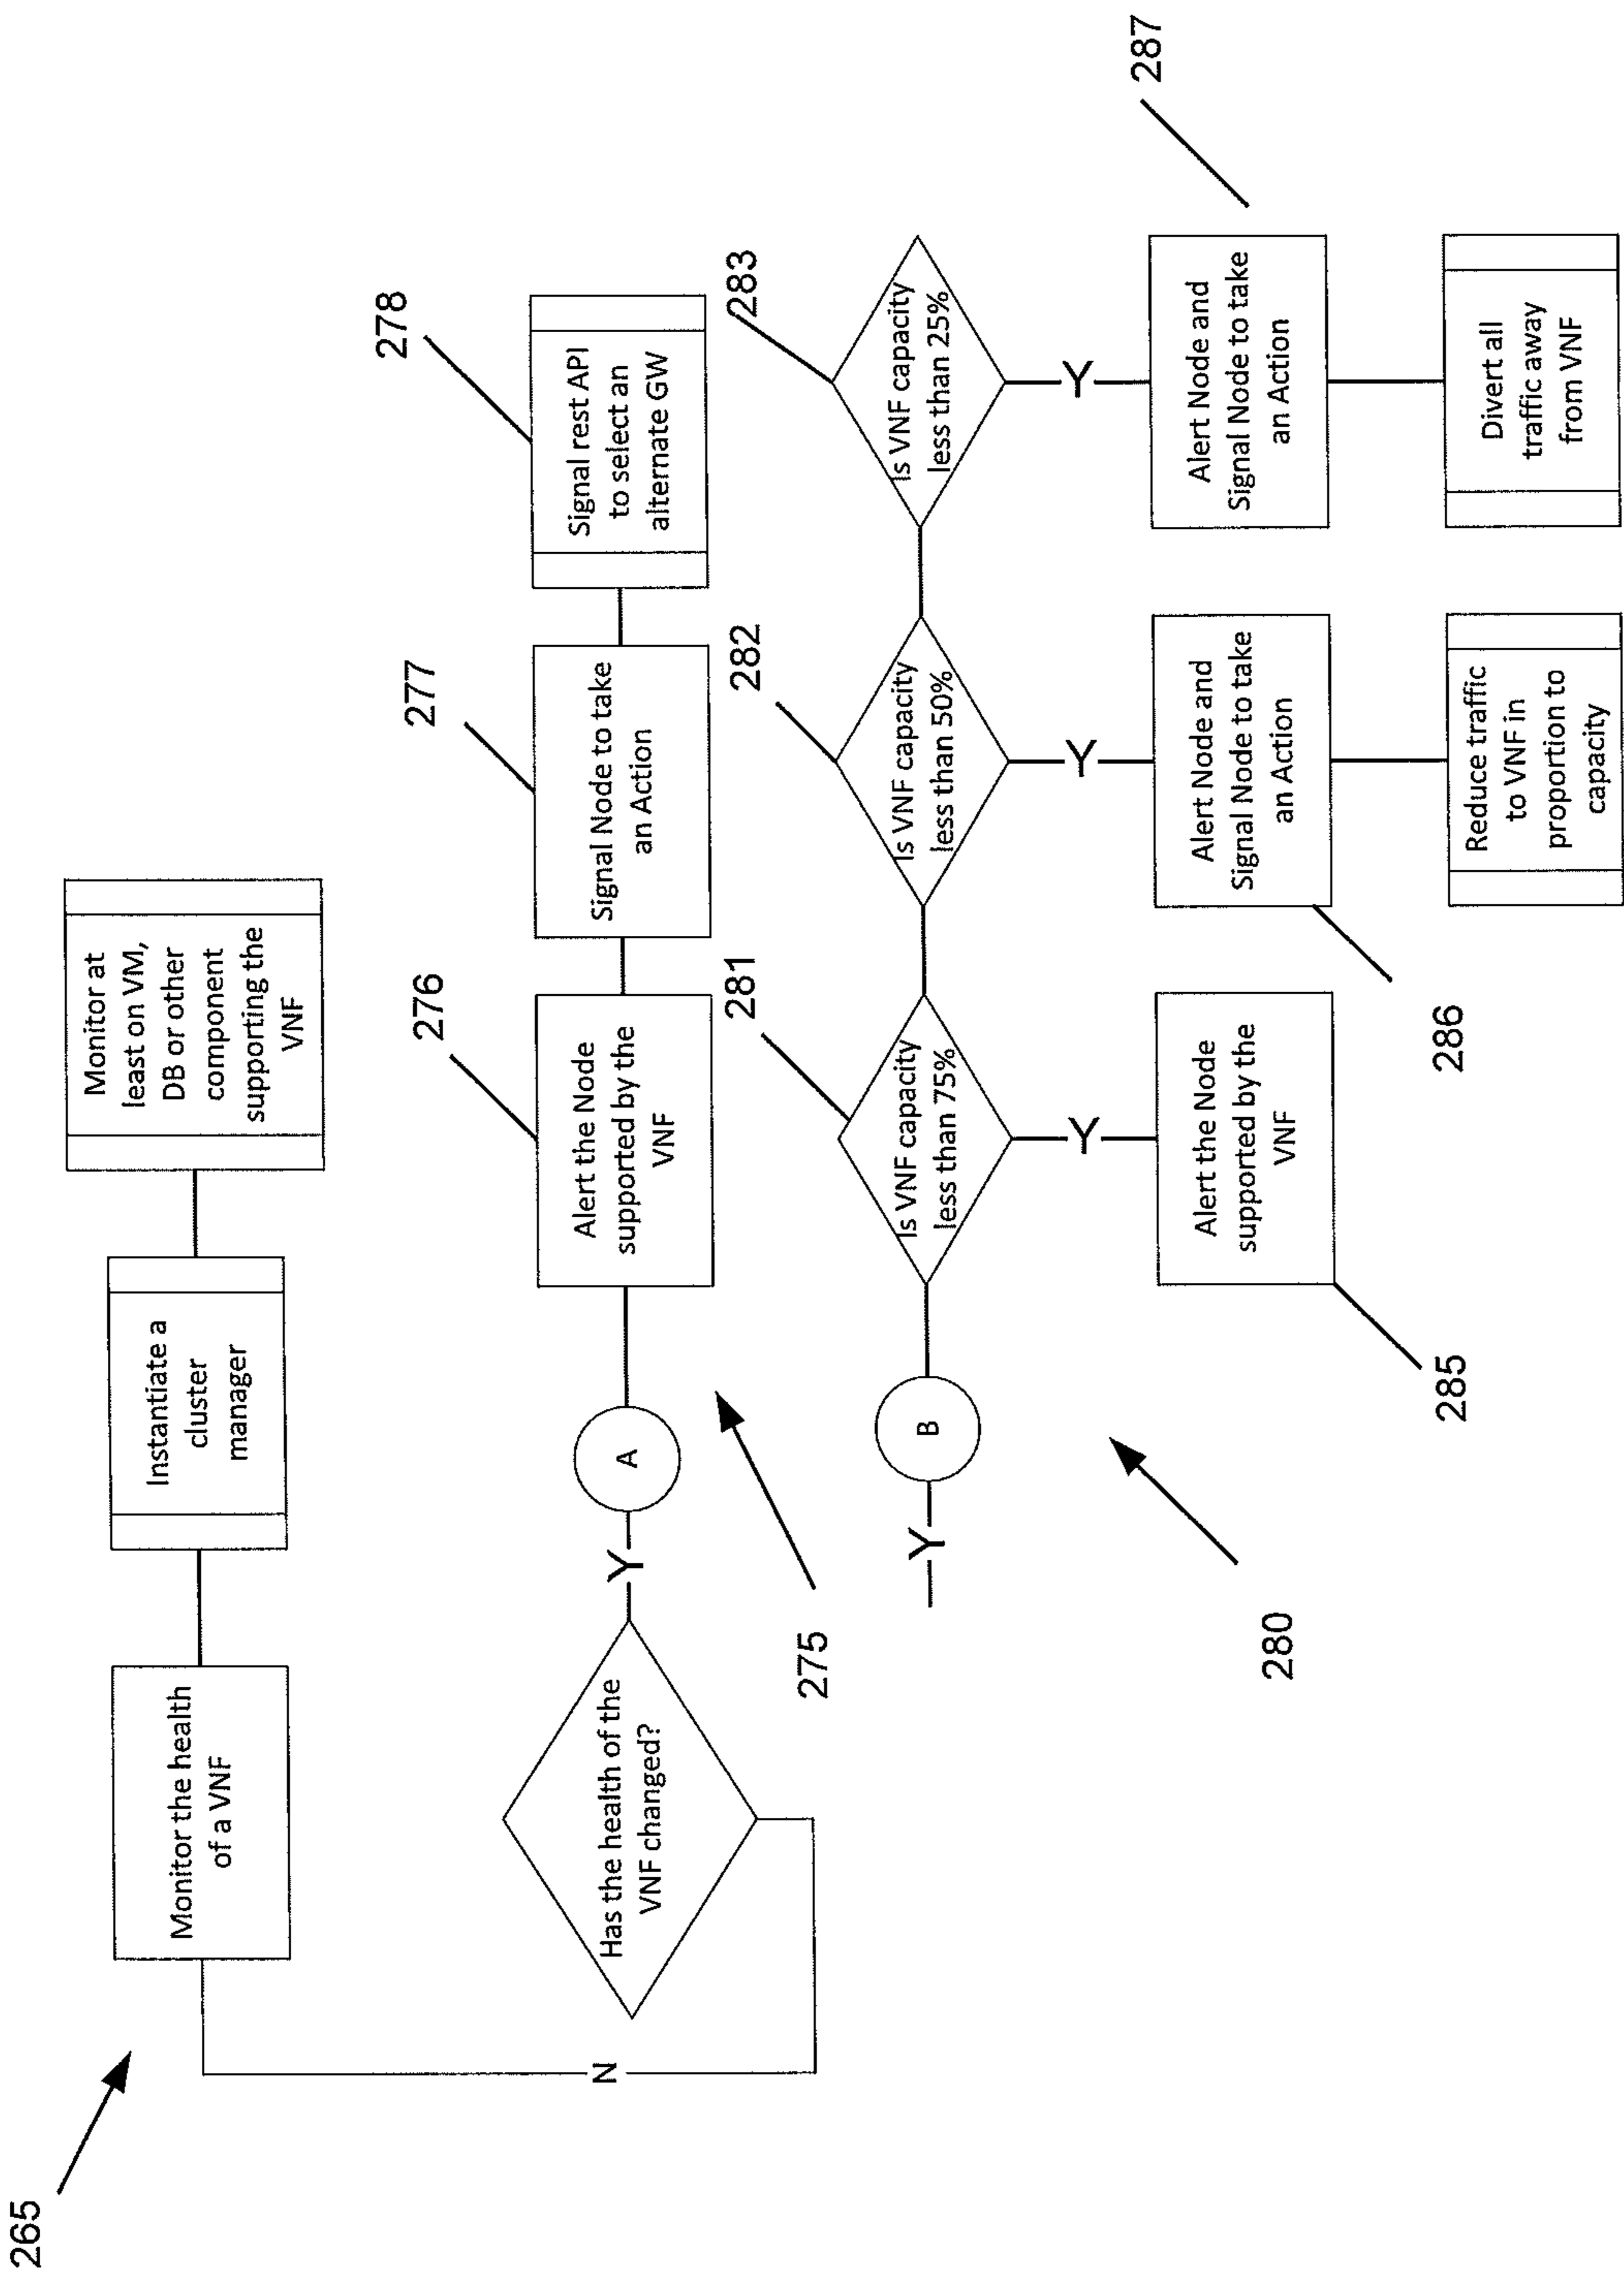 265
Monitor the health
of a VNF
Instantiate a
cluster
manager
Monitor at
least on VM,
DB or other
component
supporting the
VNF
N
Has the health of the
VNF changed?
Y
A
275
276
Alert the Node
supported by the
VNF
277
Signal Node to take
an Action
278
Signal rest API
to select an
alternate GW
Y
B
280
281
Is VNF capacity
less than 75%
282
Is VNF capacity
less than 50%
283
Is VNF capacity
less than 25%
Y
Y
Y
285
Alert the Node
supported by the
VNF
286
Alert Node and
Signal Node to take
an Action
287
Alert Node and
Signal Node to take
an Action
Reduce traffic
to VNF in
proportion to
capacity
Divert all
traffic away
from VNF